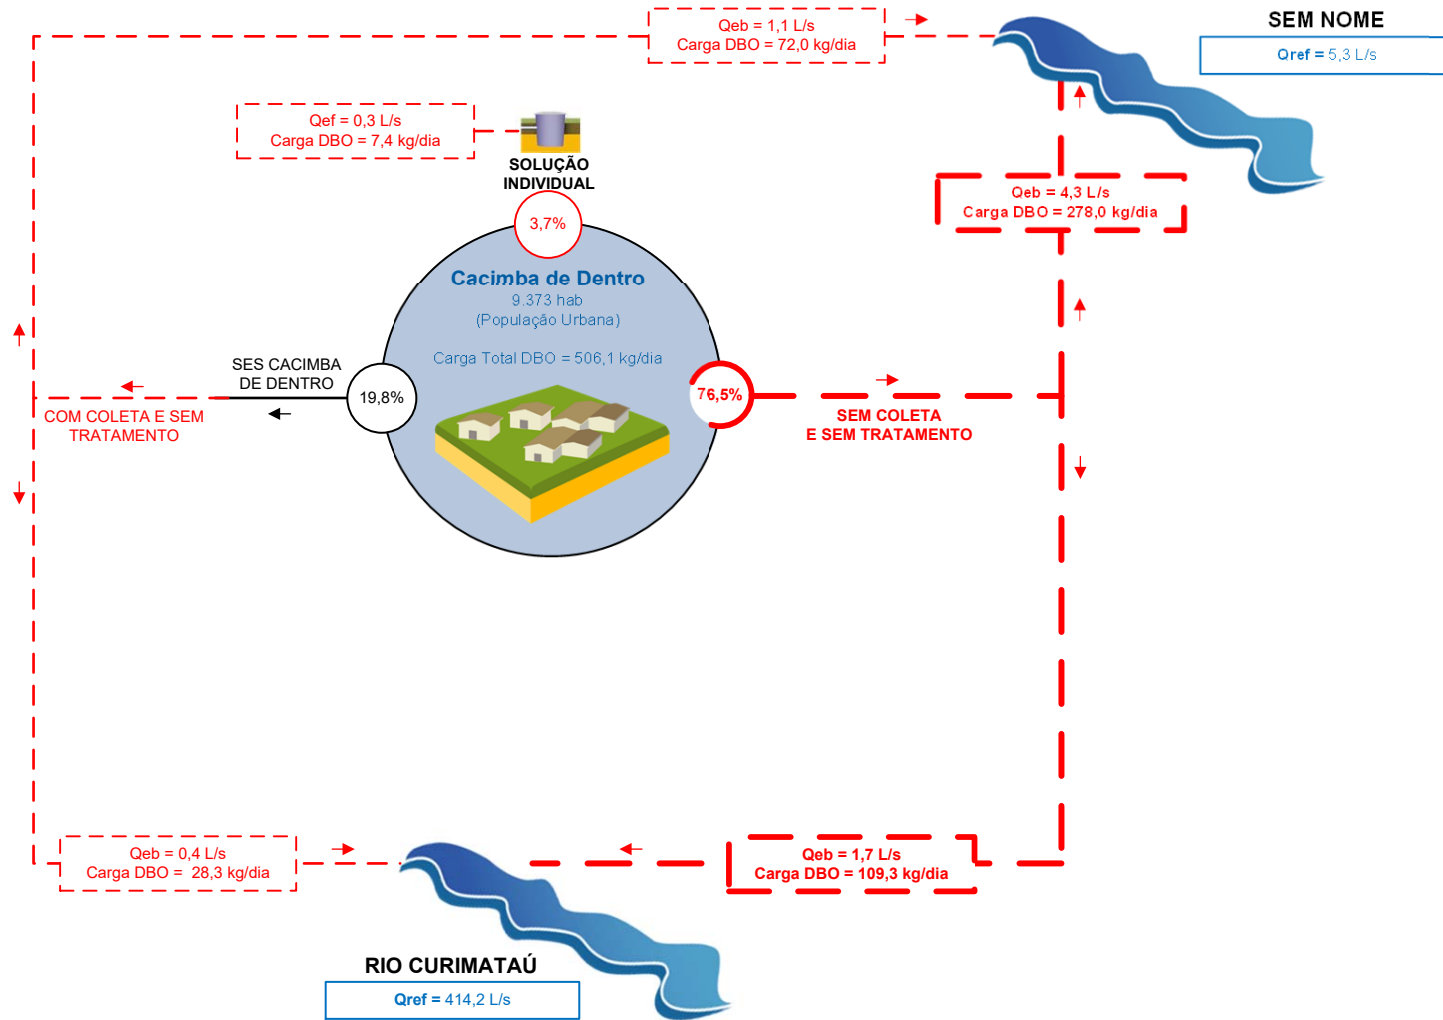 Qeb = 1,1 L/s
Carga DBO = 72,0 kg/dia
SEM NOME
Qref = 5,3 L/s
Qef = 0,3 L/s
Carga DBO = 7,4 kg/dia
SOLUÇÃO
INDIVIDUAL
3,7%
Qeb = 4,3 L/s
Carga DBO = 278,0 kg/dia
Cacimba de Dentro
9.373 hab
(População Urbana)
Carga Total DBO = 506,1 kg/dia
SES CACIMBA
DE DENTRO
19,8%
76,5%
COM COLETA E SEM
TRATAMENTO
SEM COLETA
E SEM TRATAMENTO
Qeb = 0,4 L/s
Carga DBO = 28,3 kg/dia
Qeb = 1,7 L/s
Carga DBO = 109,3 kg/dia
RIO CURIMATAÚ
Qref = 414,2 L/s